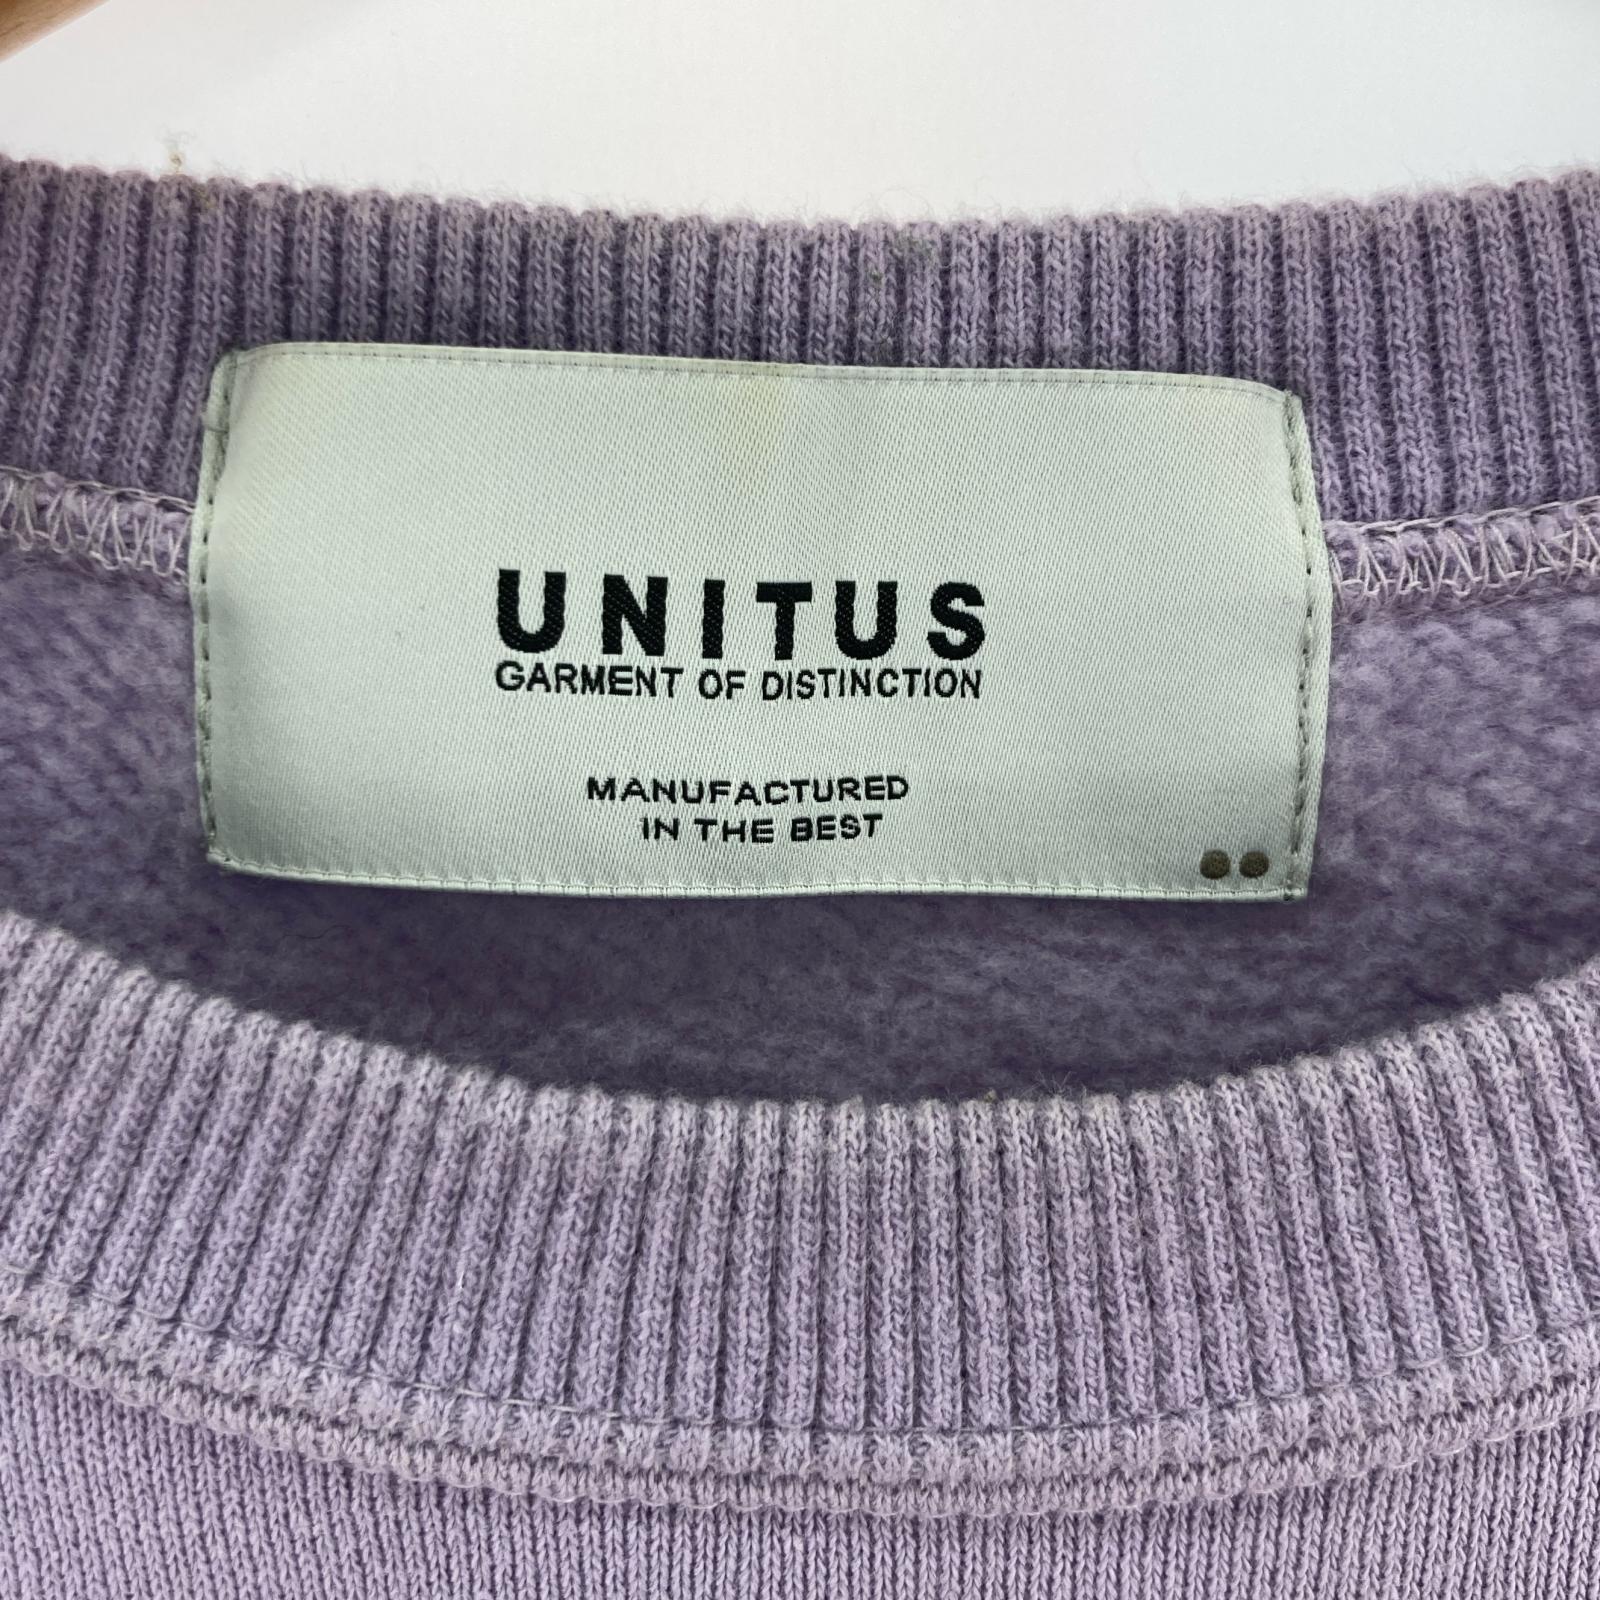 UNITUS
GARMENT OF DISTINCTION
MANUFACTURED
IN THE BEST